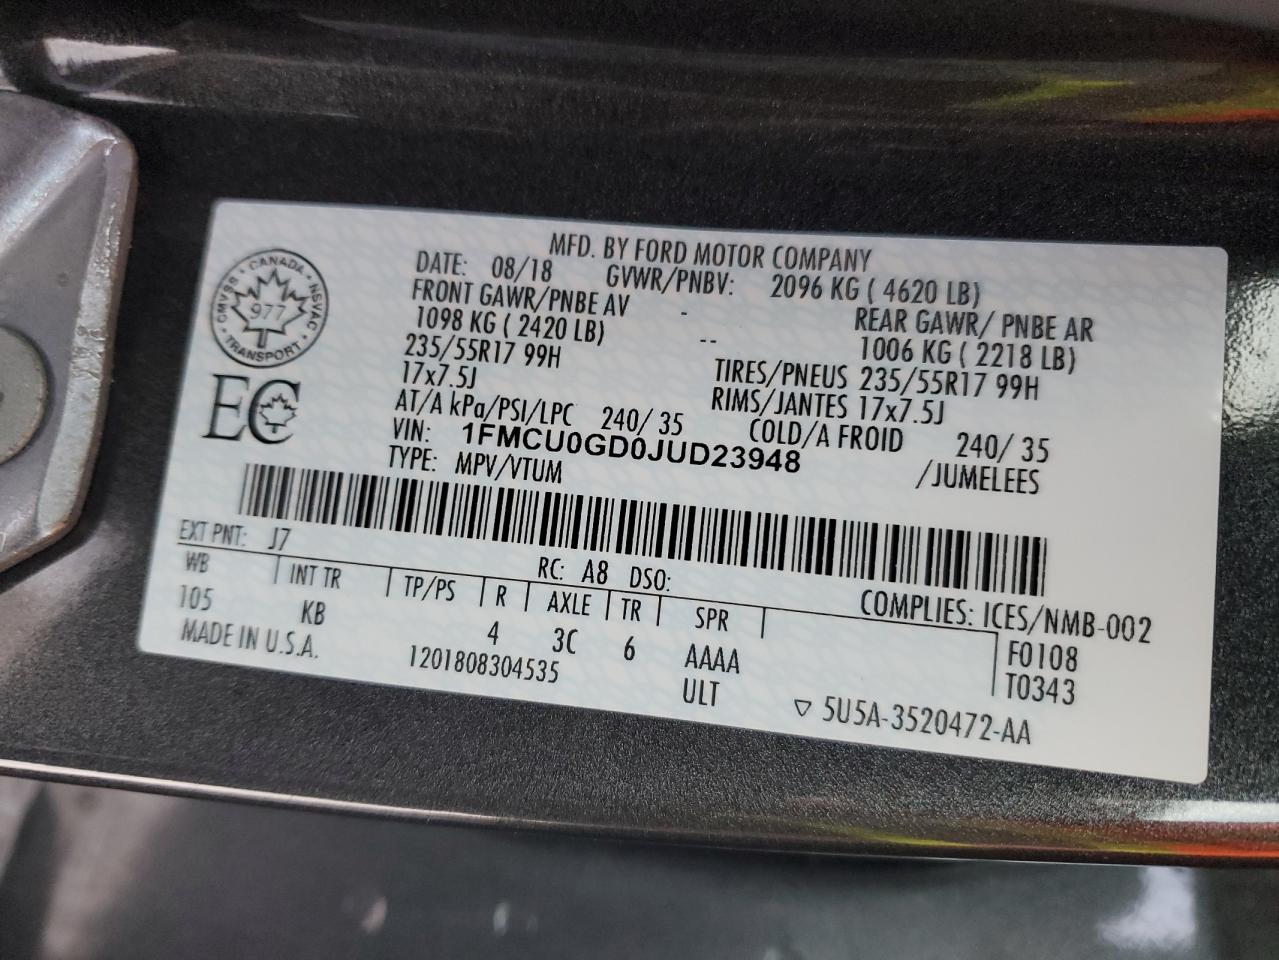 MFD. BY FORD MOTOR COMPANY
DATE: 08/18 GVWR/PNBV: 2096 KG ( 4620 LB)
FRONT GAWR/PNBE AV - REAR GAWR/ PNBE AR
1098 KG ( 2420 LB) -- 1006 KG ( 2218 LB)
235/55R17 99H TIRES/PNEUS 235/55R17 99H
17x7.5J RIMS/JANTES 17x7.5J
AT/A kPa/PSI/LPC 240/ 35 COLD/A FROID 240/ 35
VIN: 1FMCU0GD0JUD23948 /JUMELEES
TYPE: MPV/VTUM
CANADA
CMVSS NSVAC
977
TRANSPORT
EC
EXT PNT: J7 RC: A8 DSO:
COMPLIES: ICES/NMB-002
WB INT TR TP/PS R AXLE TR SPR
105 KB 4 3C 6 AAAA F0108
MADE IN U.S.A. 1201808304535 ULT T0343
▽ 5U5A-3520472-AA